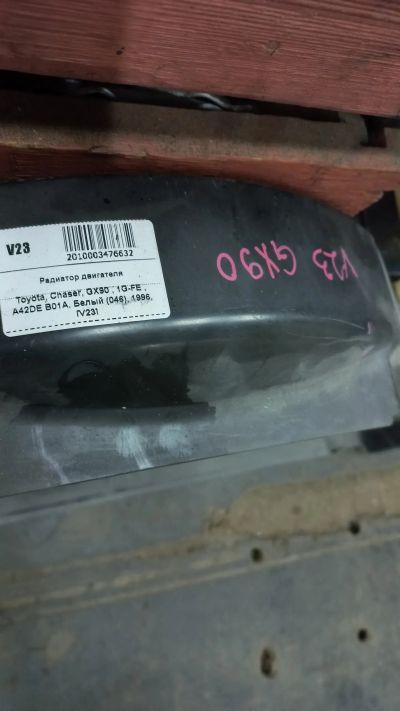 V23
2010003476632
Радиатор двигателя
Toyota, Chaser, GX90 , 1G-FE ,
A42DE B01A, Белый (046), 1996,
[V23]
V23 GX90